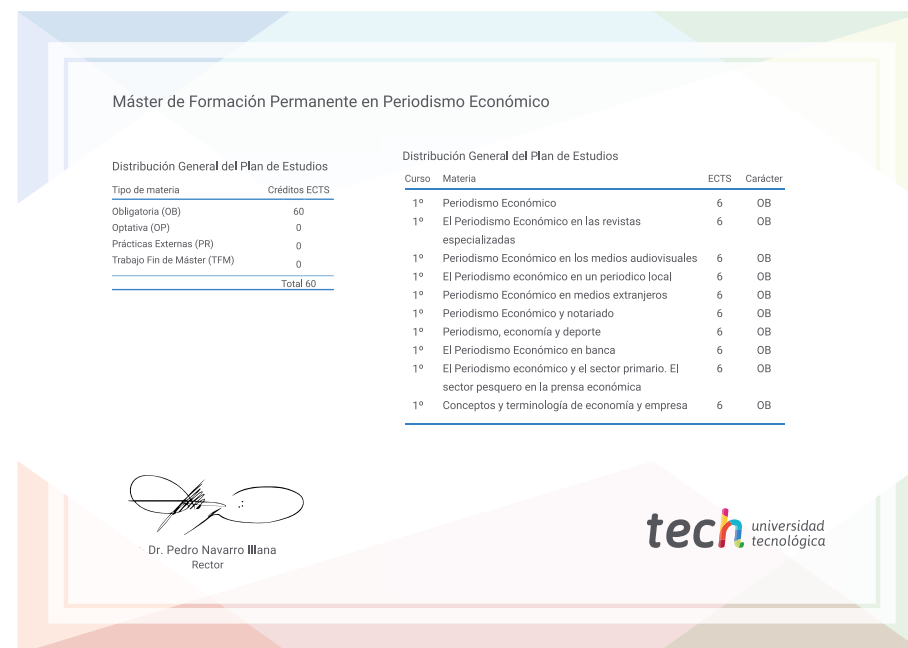 Máster de Formación Permanente en Periodismo Económico
Distribución General del Plan de Estudios
Tipo de materia Créditos ECTS
Obligatoria (OB) 60
Optativa (OP) 0
Prácticas Externas (PR) 0
Trabajo Fin de Máster (TFM) 0
Total 60
Distribución General del Plan de Estudios
Curso Materia ECTS Carácter
1º Periodismo Económico 6 OB
1º El Periodismo Económico en las revistas 6 OB
especializadas
1º Periodismo Económico en los medios audiovisuales 6 OB
1º El Periodismo económico en un periodico local 6 OB
1º Periodismo Económico en medios extranjeros 6 OB
1º Periodismo Económico y notariado 6 OB
1º Periodismo, economía y deporte 6 OB
1º El Periodismo Económico en banca 6 OB
1º El Periodismo económico y el sector primario. El 6 OB
sector pesquero en la prensa económica
1º Conceptos y terminología de economía y empresa 6 OB
Dr. Pedro Navarro Illana
Rector
tech universidad
tecnológica